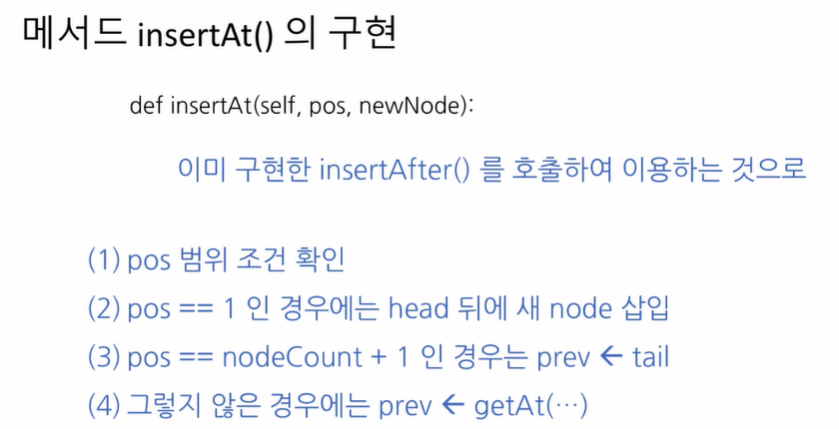 메서드 insertAt() 의 구현
def insertAt(self, pos, newNode):
이미 구현한 insertAfter() 를 호출하여 이용하는 것으로
(1) pos 범위 조건 확인
(2) pos == 1 인 경우에는 head 뒤에 새 node 삽입
(3) pos == nodeCount + 1 인 경우는 prev ← tail
(4) 그렇지 않은 경우에는 prev ← getAt(…)